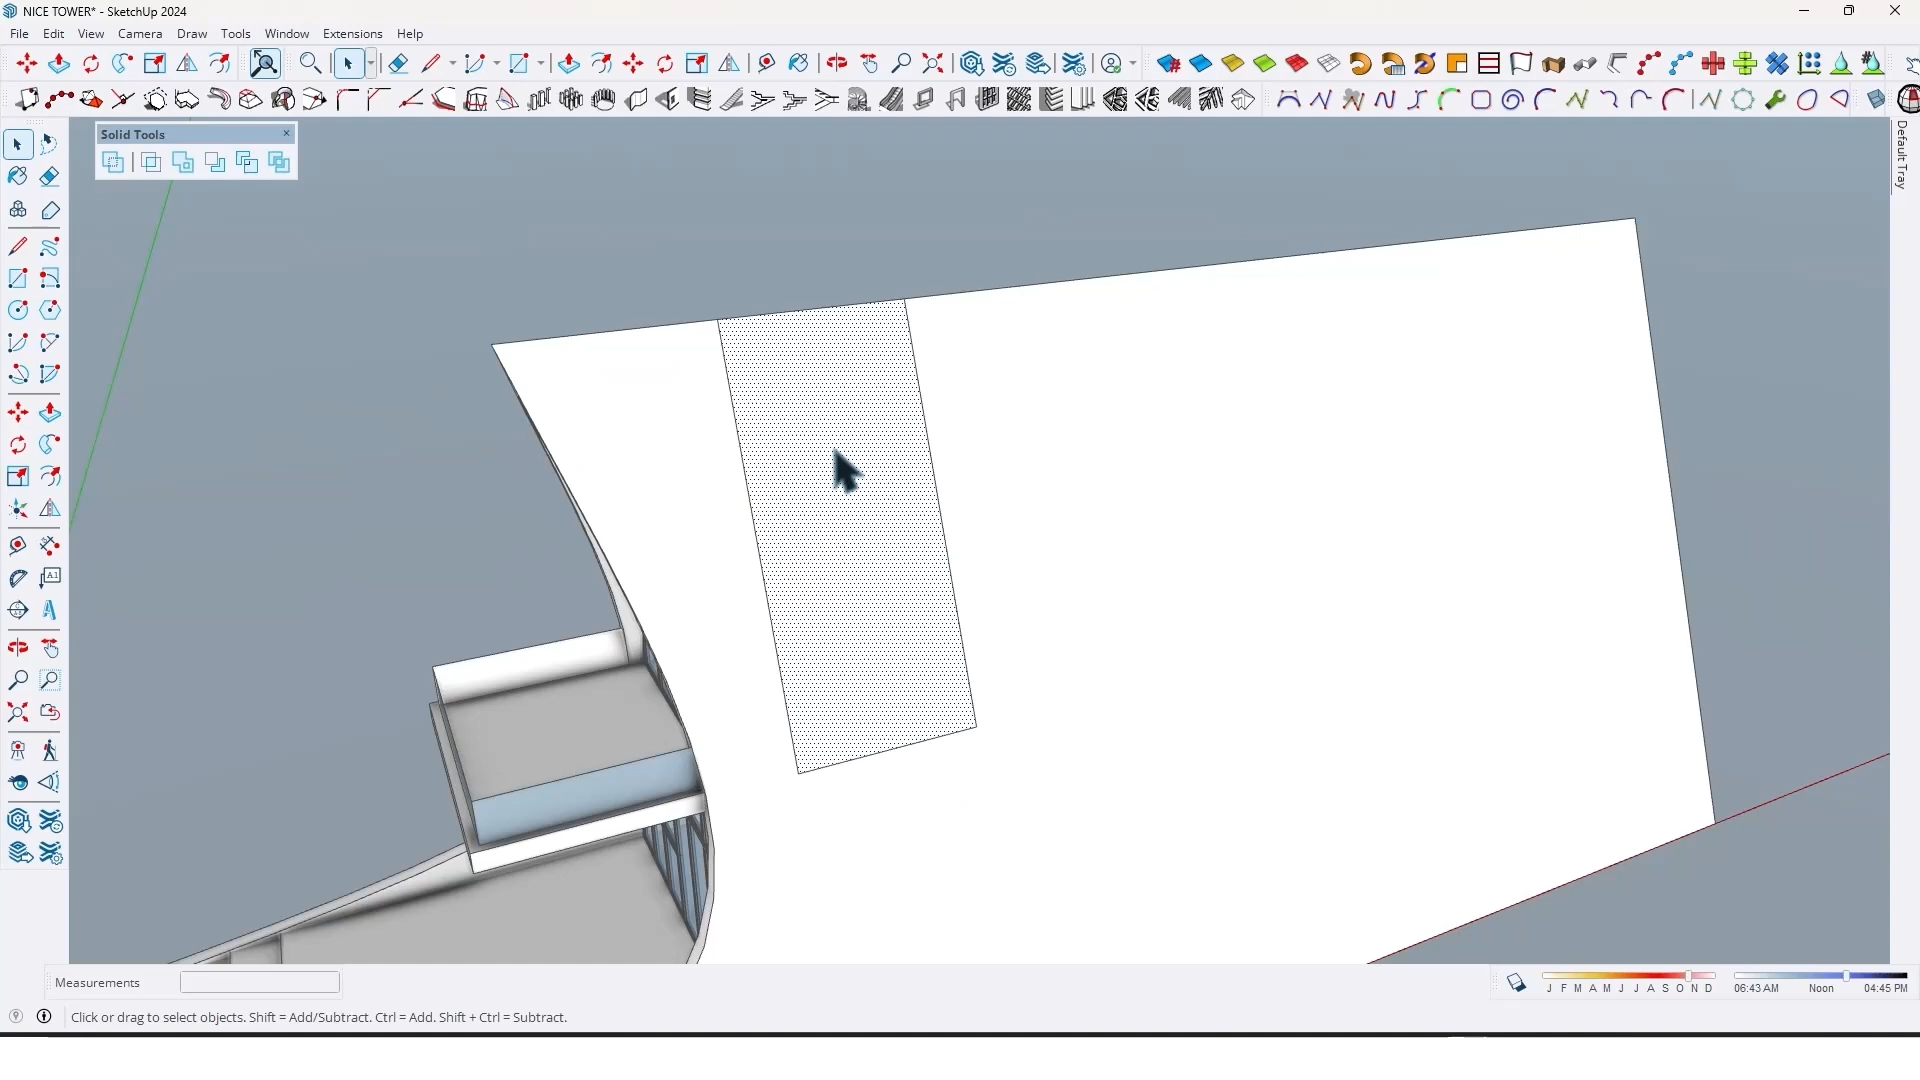 NICE TOWER* - SketchUp 2024
File Edit View Camera Draw Tools Window Extensions Help
Solid Tools
Default Tray
A1
Measurements
J F M A M J J A S O N D
06:43 AM Noon 04:45 PM
Click or drag to select objects. Shift = Add/Subtract. Ctrl = Add. Shift + Ctrl = Subtract.